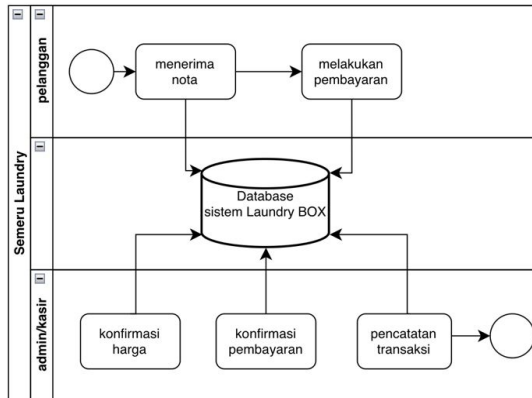 Semeru Laundry
pelanggan
menerima
nota
melakukan
pembayaran
Database
sistem Laundry BOX
admin/kasir
konfirmasi
harga
konfirmasi
pembayaran
pencatatan
transaksi